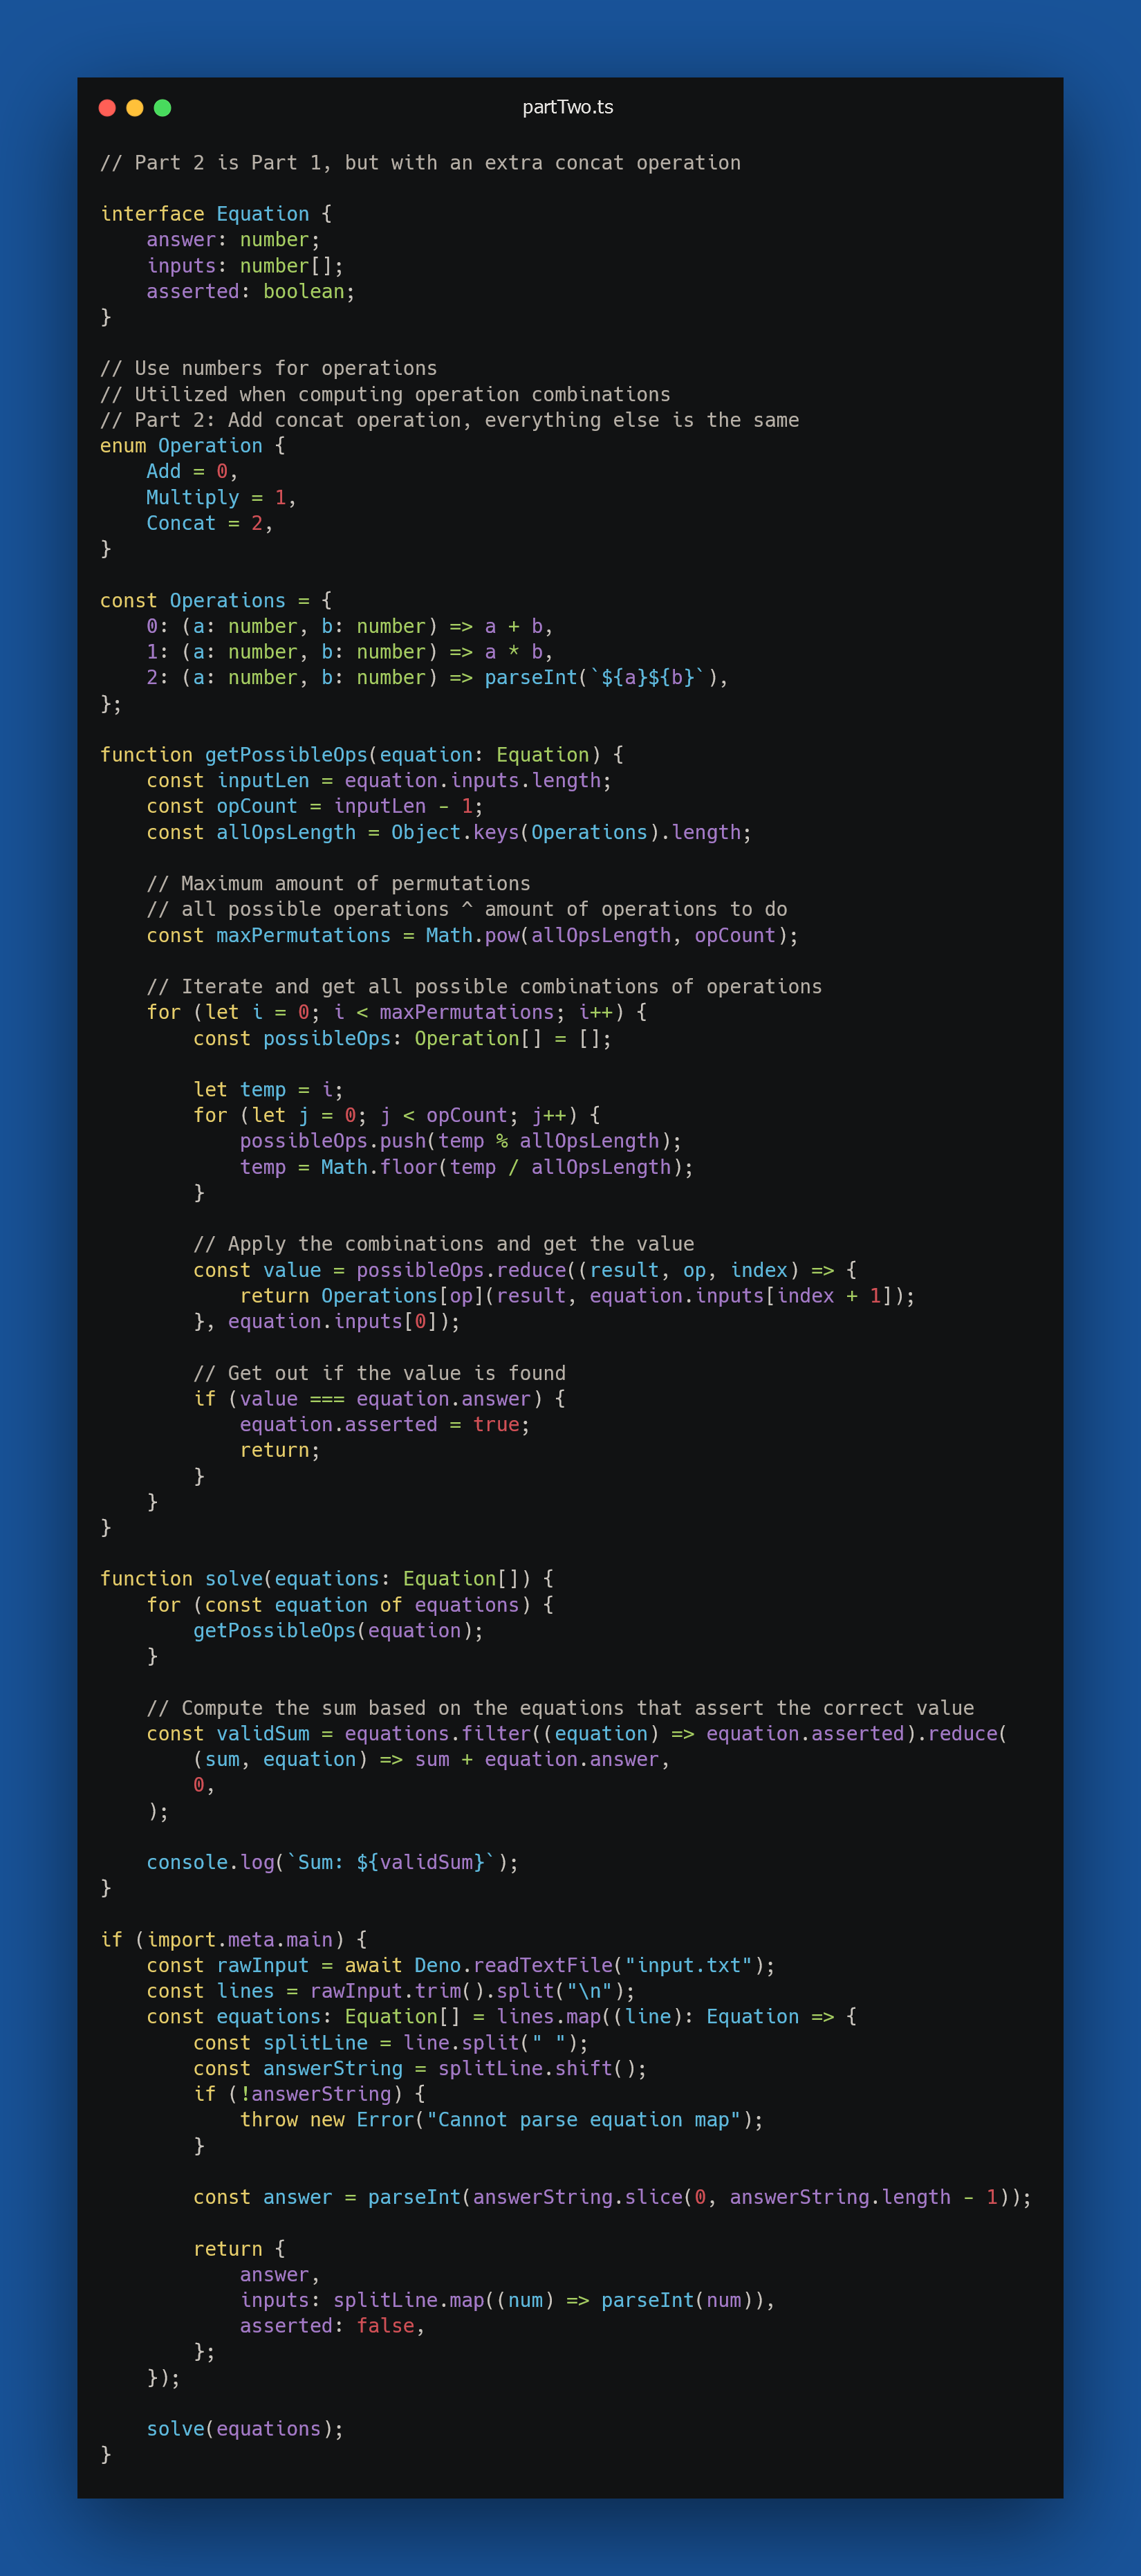 partTwo.ts
// Part 2 is Part 1, but with an extra concat operation
interface Equation {
    answer: number;
    inputs: number[];
    asserted: boolean;
}
// Use numbers for operations
// Utilized when computing operation combinations
// Part 2: Add concat operation, everything else is the same
enum Operation {
    Add = 0,
    Multiply = 1,
    Concat = 2,
}
const Operations = {
    0: (a: number, b: number) => a + b,
    1: (a: number, b: number) => a * b,
    2: (a: number, b: number) => parseInt(`${a}${b}`),
};
function getPossibleOps(equation: Equation) {
    const inputLen = equation.inputs.length;
    const opCount = inputLen - 1;
    const allOpsLength = Object.keys(Operations).length;
    // Maximum amount of permutations
    // all possible operations ^ amount of operations to do
    const maxPermutations = Math.pow(allOpsLength, opCount);
    // Iterate and get all possible combinations of operations
    for (let i = 0; i < maxPermutations; i++) {
        const possibleOps: Operation[] = [];
        let temp = i;
        for (let j = 0; j < opCount; j++) {
            possibleOps.push(temp % allOpsLength);
            temp = Math.floor(temp / allOpsLength);
        }
        // Apply the combinations and get the value
        const value = possibleOps.reduce((result, op, index) => {
            return Operations[op](result, equation.inputs[index + 1]);
        }, equation.inputs[0]);
        // Get out if the value is found
        if (value === equation.answer) {
            equation.asserted = true;
            return;
        }
    }
}
function solve(equations: Equation[]) {
    for (const equation of equations) {
        getPossibleOps(equation);
    }
    // Compute the sum based on the equations that assert the correct value
    const validSum = equations.filter((equation) => equation.asserted).reduce(
        (sum, equation) => sum + equation.answer,
        0,
    );
    console.log(`Sum: ${validSum}`);
}
if (import.meta.main) {
    const rawInput = await Deno.readTextFile("input.txt");
    const lines = rawInput.trim().split("\n");
    const equations: Equation[] = lines.map((line): Equation => {
        const splitLine = line.split(" ");
        const answerString = splitLine.shift();
        if (!answerString) {
            throw new Error("Cannot parse equation map");
        }
        const answer = parseInt(answerString.slice(0, answerString.length - 1));
        return {
            answer,
            inputs: splitLine.map((num) => parseInt(num)),
            asserted: false,
        };
    });
    solve(equations);
}